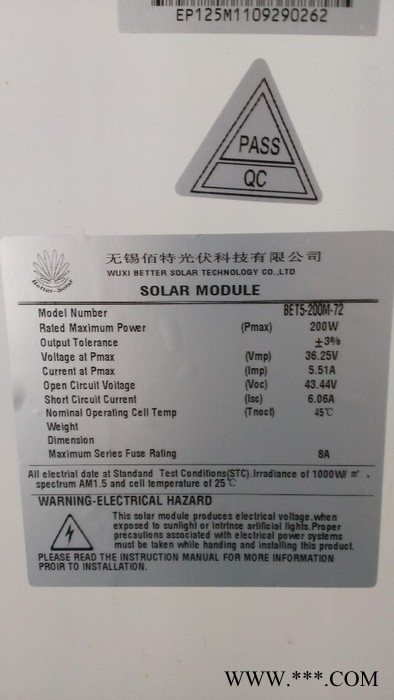 EP125M1109290262
PASS
QC
无锡佰特光伏科技有限公司
WUXI BETTER SOLAR TECHNOLOGY CO.,LTD
Better-Solar
SOLAR MODULE
Model Number BET5-200M-72
Rated Maximum Power (Pmax) 200W
Output Tolerance ±3%
Voltage at Pmax (Vmp) 36.25V
Current at Pmax (Imp) 5.51A
Open Circuit Voltage (Voc) 43.44V
Short Circuit Current (Isc) 6.06A
Nominal Operating Cell Temp (Tnoct) 45℃
Weight
Dimension
Maximum Series Fuse Rating 8A
All electrial date at Standard Test Conditions(STC).Irradiance of 1000W/㎡,
spectrum AM1.5 and cell temperature of 25℃
WARNING-ELECTRICAL HAZARD
This solar module produces electrical voltage.when
exposed to sunlight or intrtnse artificial lights.Proper
precautions associated with electrical power systems
must be taken while handing and installing this product.
PLEASE READ THE INSTRUCTION MANUAL FOR MORE INFORMATION
PROIR TO INSTALLATION.
WWW.***.COM